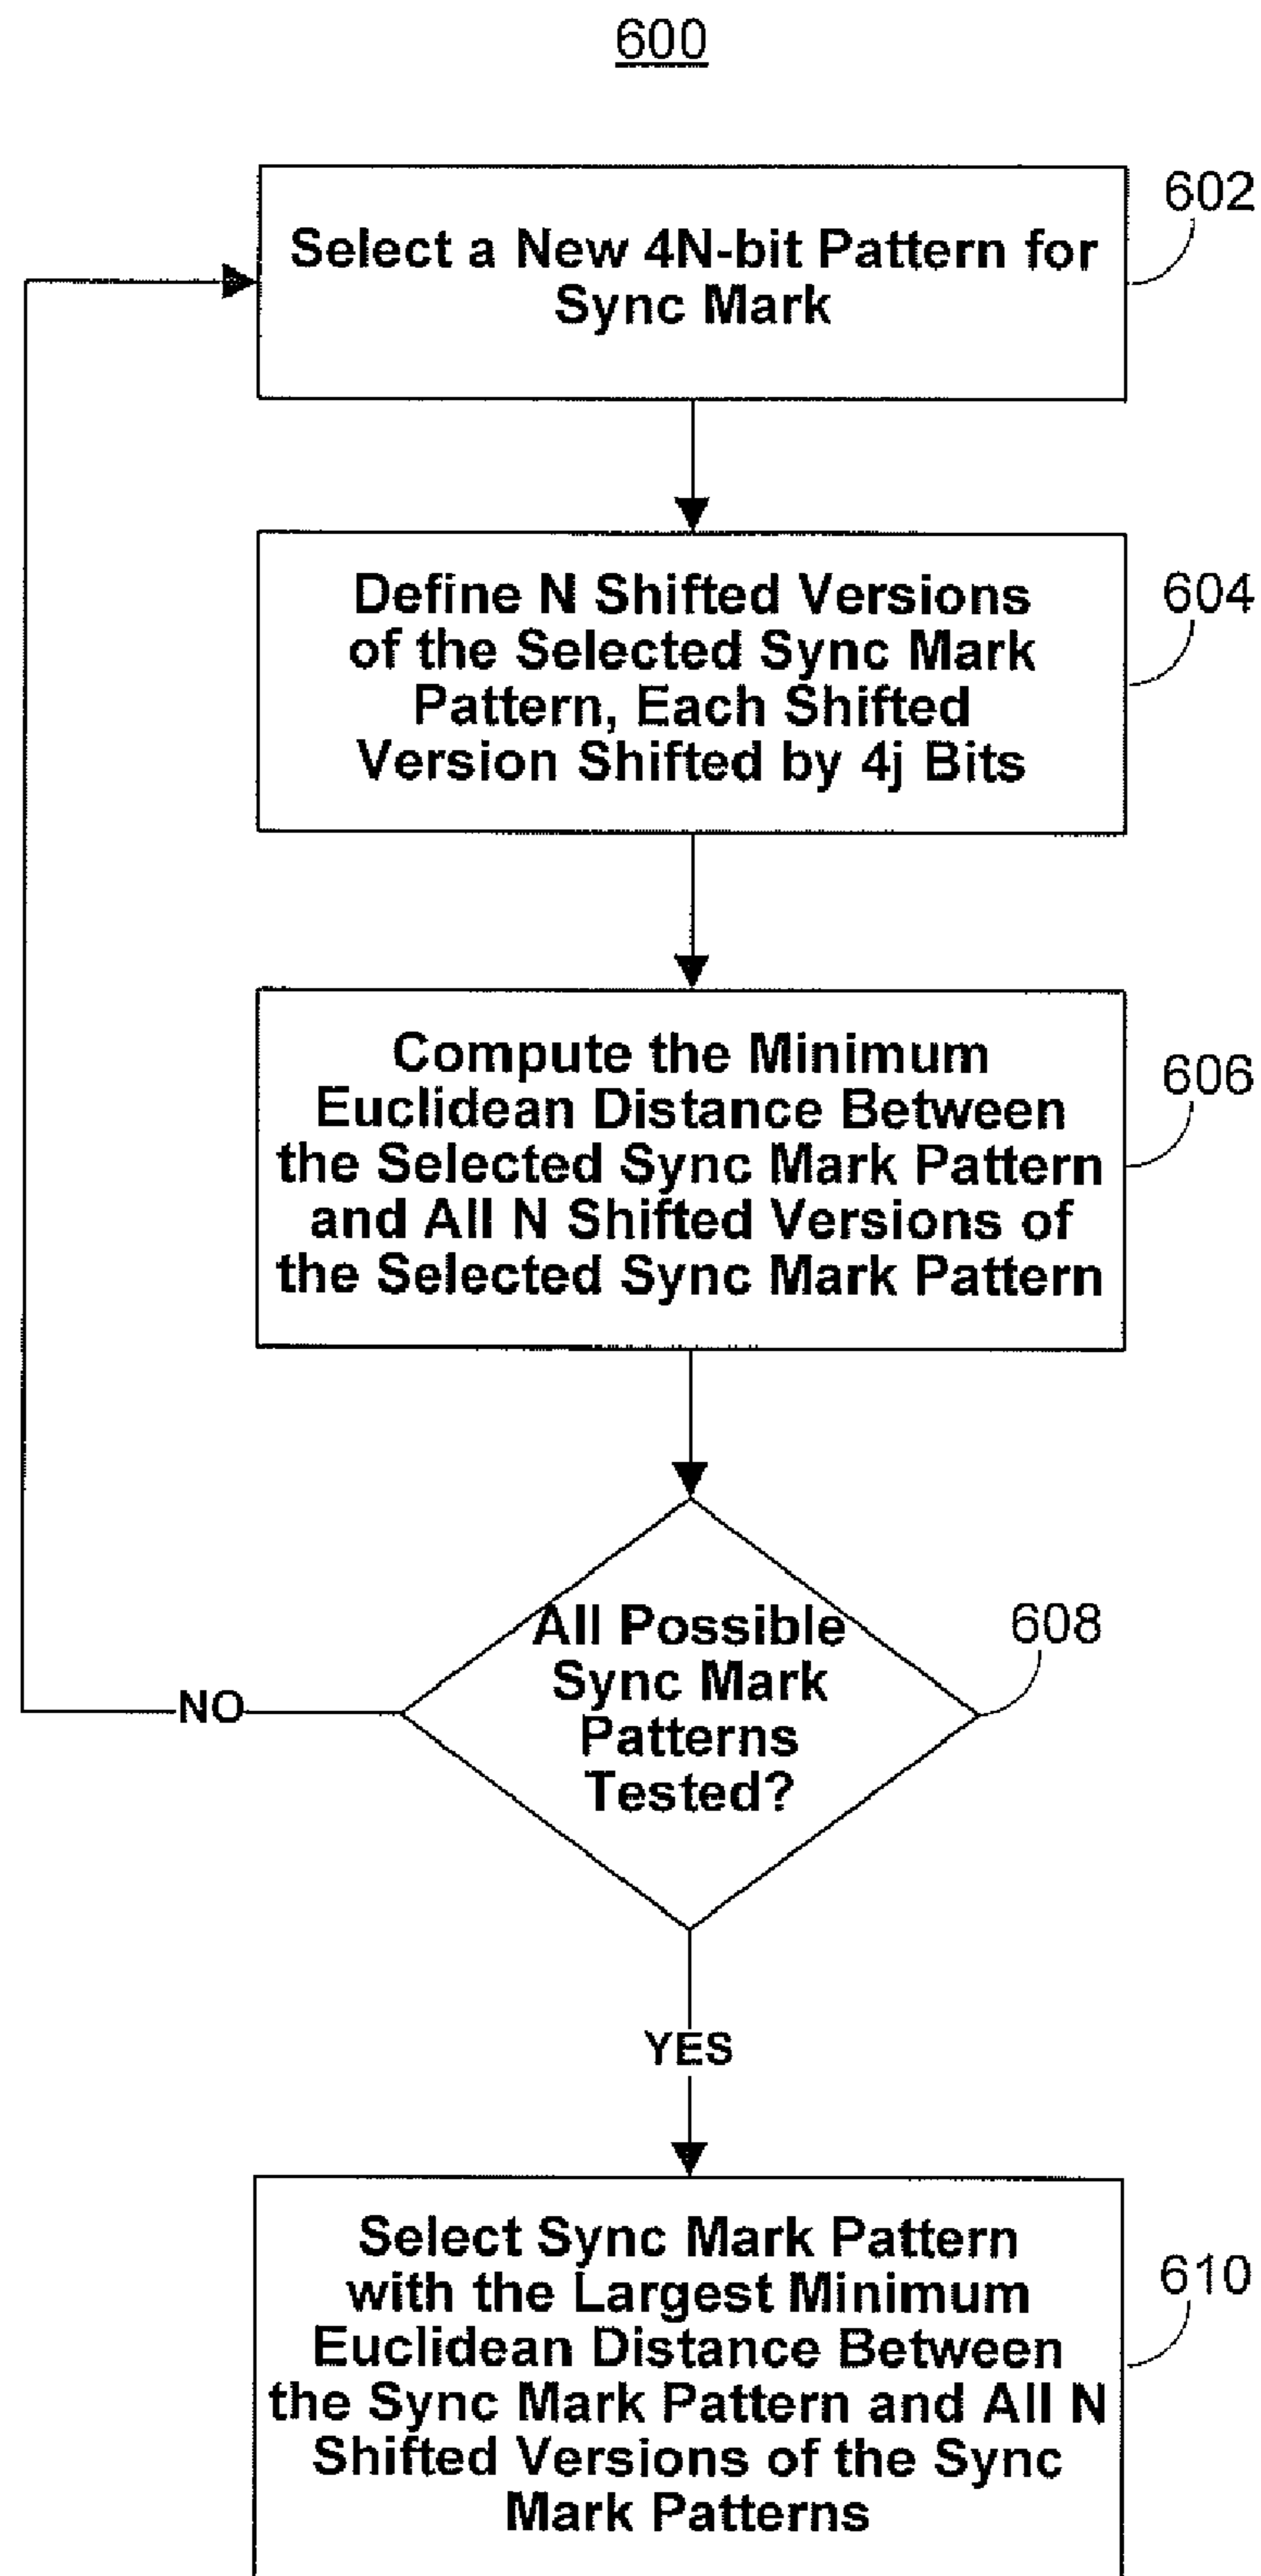 600
602
Select a New 4N-bit Pattern for
Sync Mark
604
Define N Shifted Versions
of the Selected Sync Mark
Pattern, Each Shifted
Version Shifted by 4j Bits
606
Compute the Minimum
Euclidean Distance Between
the Selected Sync Mark Pattern
and All N Shifted Versions of
the Selected Sync Mark Pattern
608
All Possible
Sync Mark
Patterns
Tested?
NO
YES
610
Select Sync Mark Pattern
with the Largest Minimum
Euclidean Distance Between
the Sync Mark Pattern and All N
Shifted Versions of the Sync
Mark Patterns